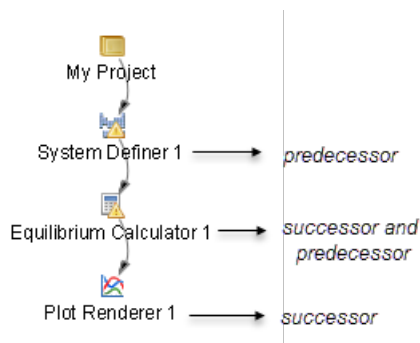 My Project
System Definer 1
predecessor
Equilibrium Calculator 1
successor and
predecessor
Plot Renderer 1
successor